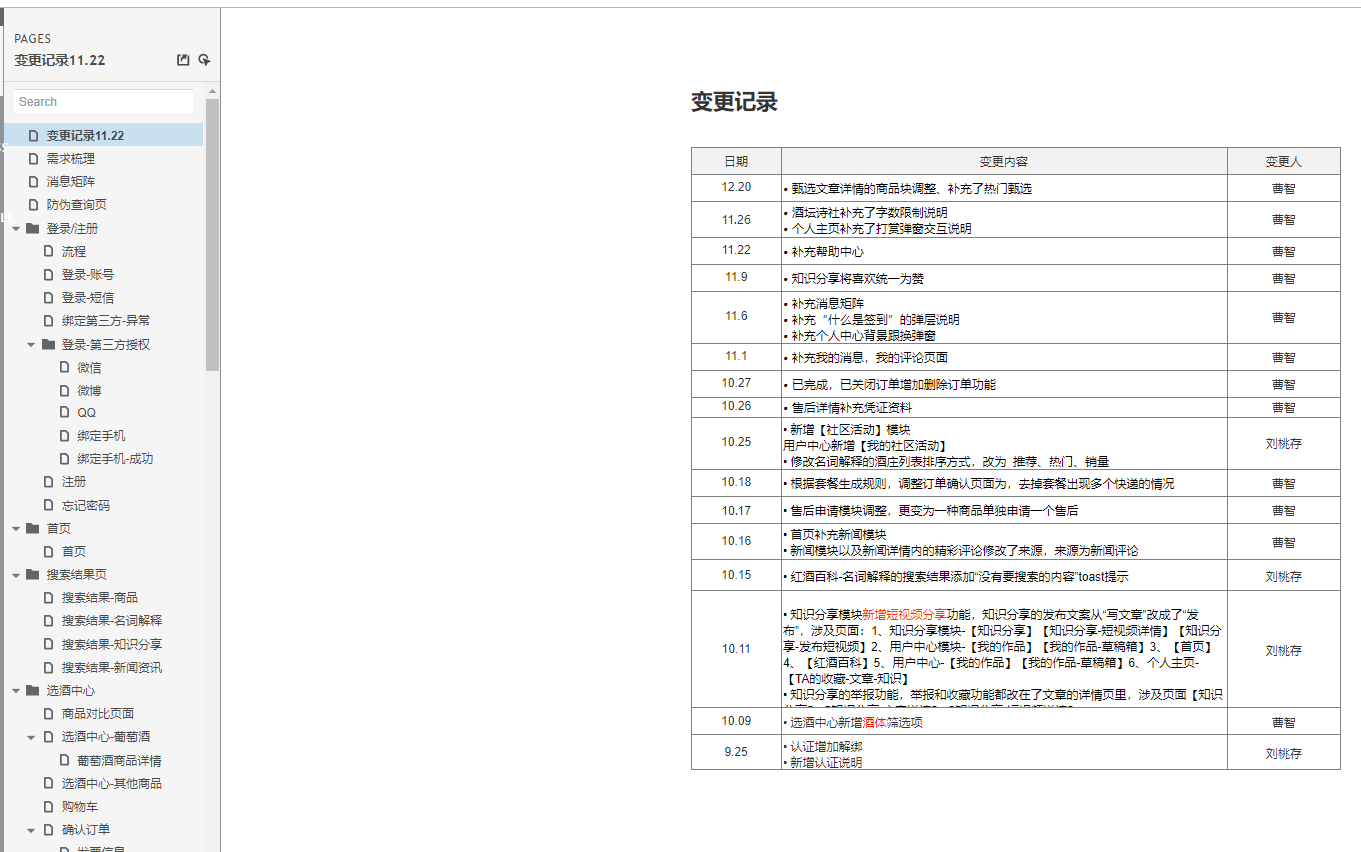 PAGES
变更记录11.22
Search
变更记录11.22
需求梳理
消息矩阵
防伪查询页
登录/注册
流程
登录-账号
登录-短信
绑定第三方-异常
登录-第三方授权
微信
微博
QQ
绑定手机
绑定手机-成功
注册
忘记密码
首页
首页
搜索结果页
搜索结果-商品
搜索结果-名词解释
搜索结果-知识分享
搜索结果-新闻资讯
选酒中心
商品对比页面
选酒中心-葡萄酒
葡萄酒商品详情
选酒中心-其他商品
购物车
确认订单
变更记录
日期 变更内容 变更人
12.20 • 甄选文章详情的商品块调整、补充了热门甄选 曹智
11.26 • 酒坛诗社补充了字数限制说明
• 个人主页补充了打赏弹窗交互说明 曹智
11.22 • 补充帮助中心 曹智
11.9 • 知识分享将喜欢统一为赞 曹智
11.6 • 补充消息矩阵
• 补充“什么是签到”的弹层说明
• 补充个人中心背景跟换弹窗 曹智
11.1 • 补充我的消息，我的评论页面 曹智
10.27 • 已完成，已关闭订单增加删除订单功能 曹智
10.26 • 售后详情补充凭证资料 曹智
10.25 • 新增【社区活动】模块
用户中心新增【我的社区活动】
• 修改名词解释的酒庄列表排序方式，改为 推荐、热门、销量 刘桃存
10.18 • 根据套餐生成规则，调整订单确认页面为，去掉套餐出现多个快递的情况 曹智
10.17 • 售后申请模块调整，更变为一种商品单独申请一个售后 曹智
10.16 • 首页补充新闻模块
• 新闻模块以及新闻详情内的精彩评论修改了来源，来源为新闻评论 曹智
10.15 • 红酒百科-名词解释的搜索结果添加“没有要搜索的内容”toast提示 刘桃存
10.11 • 知识分享模块新增短视频分享功能，知识分享的发布文案从“写文章”改成了“发
布”，涉及页面：1、知识分享模块-【知识分享】【知识分享-短视频详情】【知识分
享-发布短视频】2、用户中心模块-【我的作品】【我的作品-草稿箱】3、【首页】
4、【红酒百科】5、用户中心-【我的作品】【我的作品-草稿箱】6、个人主页-
【TA的收藏-文章-知识】
• 知识分享的举报功能，举报和收藏功能都改在了文章的详情页里，涉及页面【知识 刘桃存
10.09 • 选酒中心新增酒体筛选项 曹智
9.25 • 认证增加解绑
• 新增认证说明 刘桃存